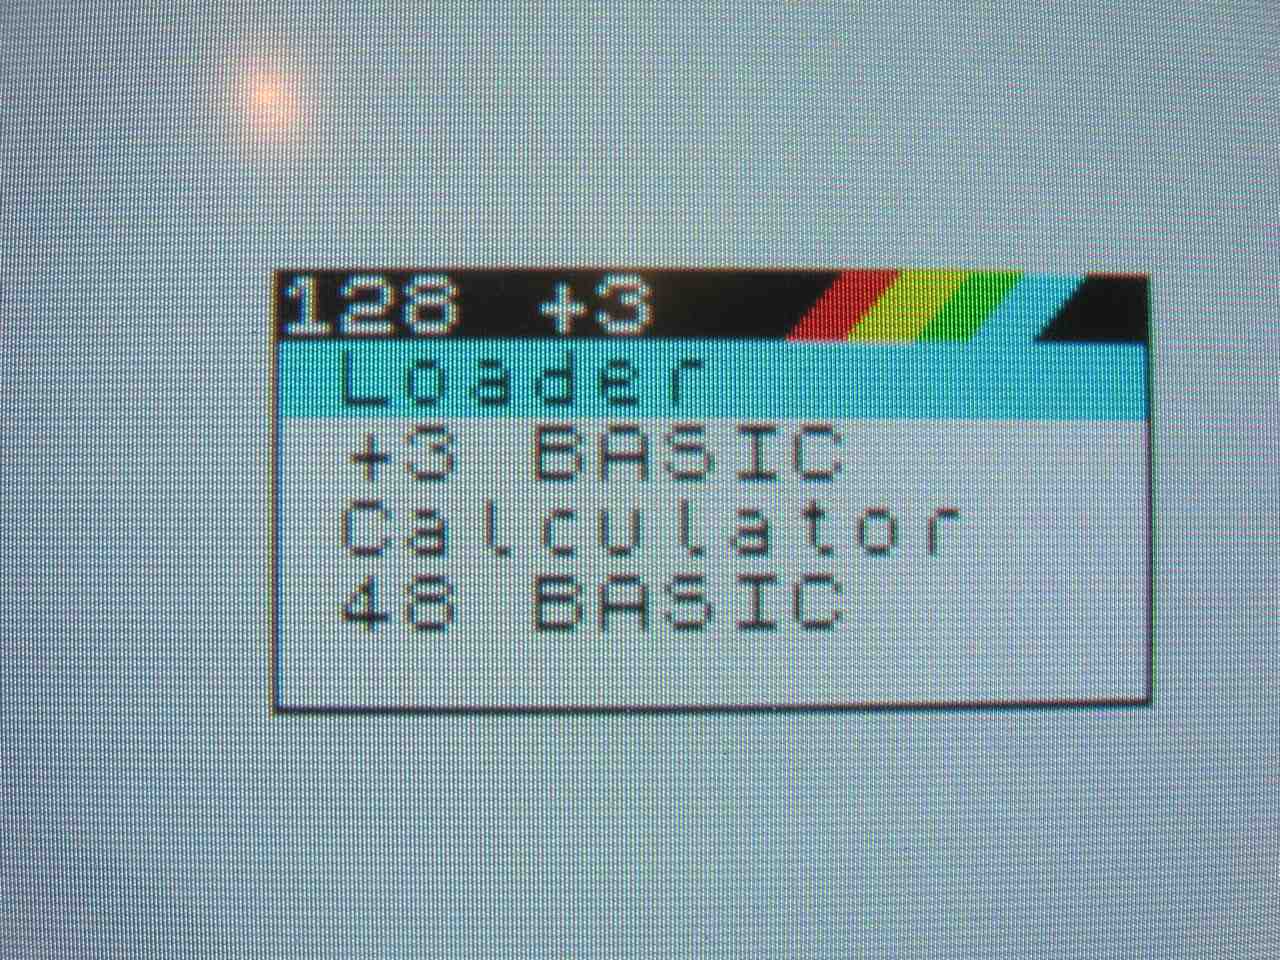 128 +3
Loader
+3 BASIC
Calculator
48 BASIC